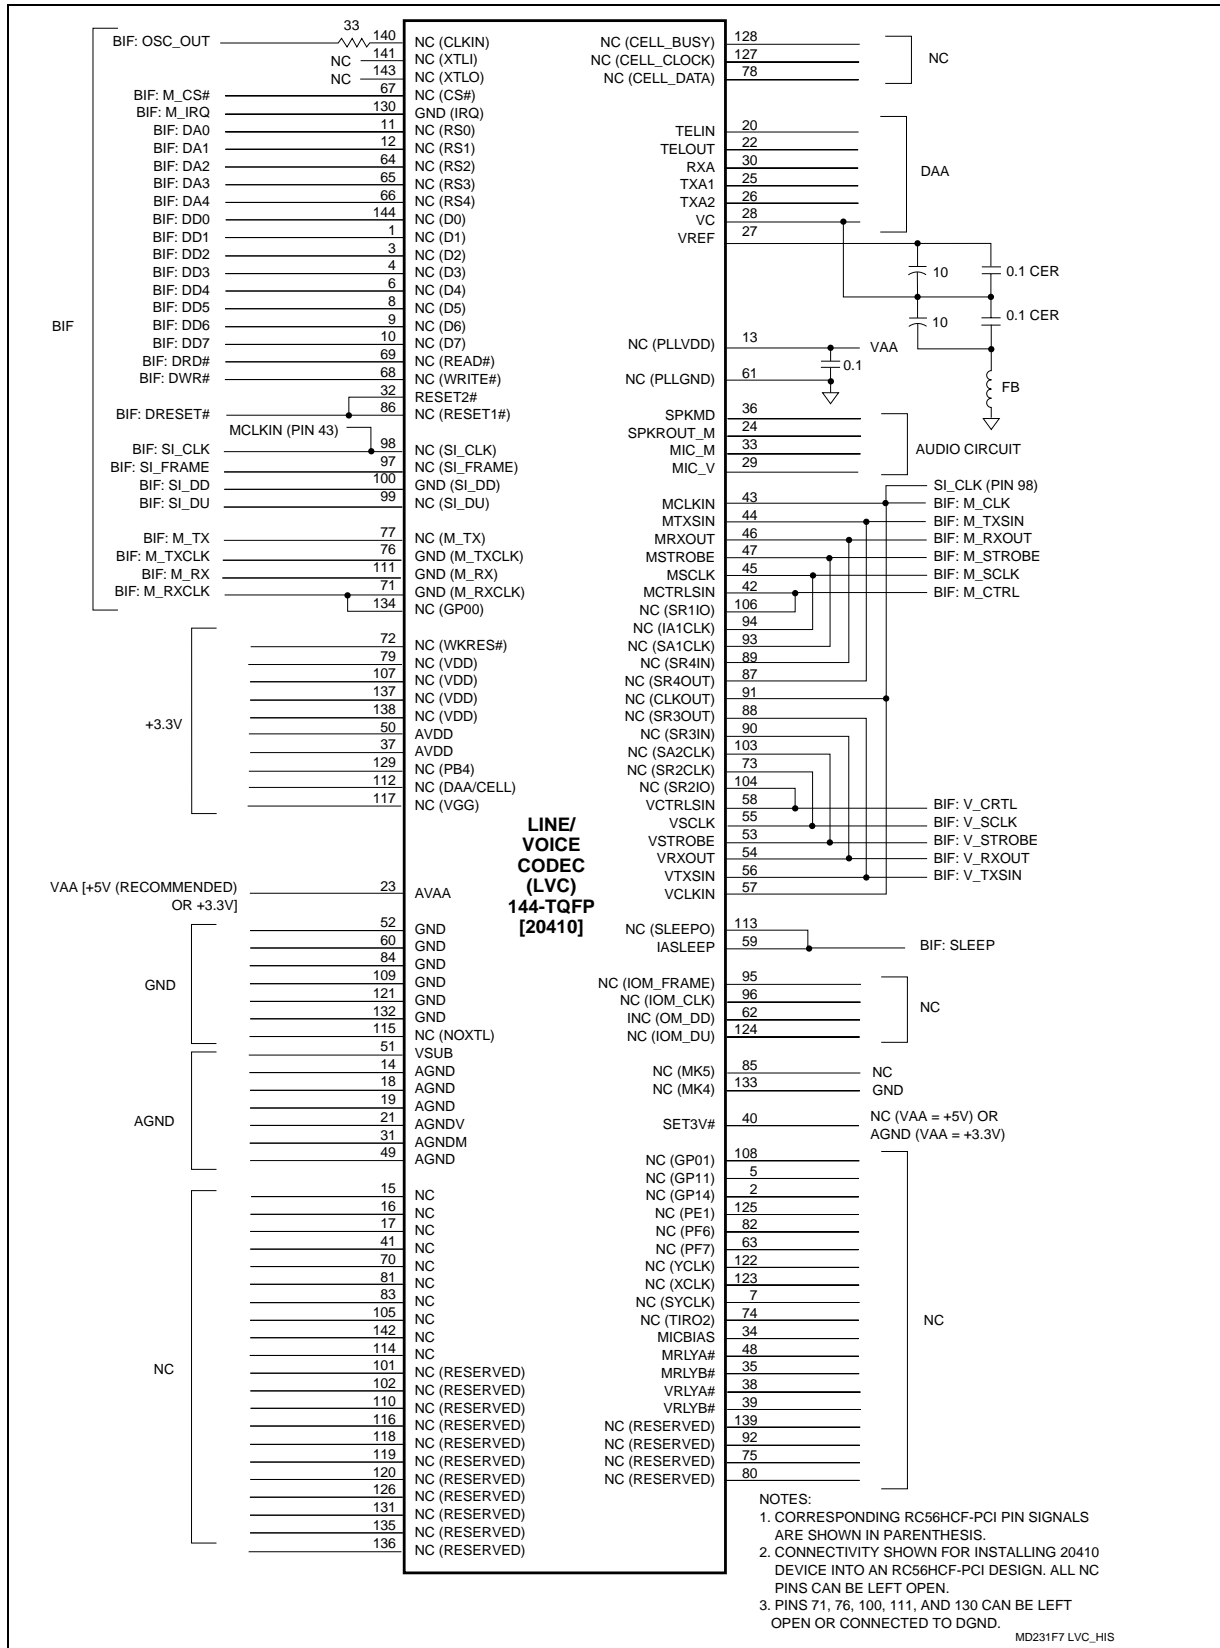 33
BIF: OSC_OUT 140 NC (CLKIN)
NC 141 NC (XTLI)
NC 143 NC (XTLO)
BIF: M_CS# 67 NC (CS#)
BIF: M_IRQ 130 GND (IRQ)
BIF: DA0 11 NC (RS0)
BIF: DA1 12 NC (RS1)
BIF: DA2 64 NC (RS2)
BIF: DA3 65 NC (RS3)
BIF: DA4 66 NC (RS4)
BIF: DD0 144 NC (D0)
BIF: DD1 1 NC (D1)
BIF: DD2 3 NC (D2)
BIF: DD3 4 NC (D3)
BIF: DD4 6 NC (D4)
BIF: DD5 8 NC (D5)
BIF: DD6 9 NC (D6)
BIF: DD7 10 NC (D7)
BIF: DRD# 69 NC (READ#)
BIF: DWR# 68 NC (WRITE#)
32 RESET2#
BIF: DRESET# 86 NC (RESET1#)
MCLKIN (PIN 43)
BIF: SI_CLK 98 NC (SI_CLK)
BIF: SI_FRAME 97 NC (SI_FRAME)
BIF: SI_DD 100 GND (SI_DD)
BIF: SI_DU 99 NC (SI_DU)
BIF: M_TX 77 NC (M_TX)
BIF: M_TXCLK 76 GND (M_TXCLK)
BIF: M_RX 111 GND (M_RX)
BIF: M_RXCLK 71 GND (M_RXCLK)
134 NC (GP00)
BIF
72 NC (WKRES#)
79 NC (VDD)
107 NC (VDD)
137 NC (VDD)
138 NC (VDD)
50 AVDD
37 AVDD
129 NC (PB4)
112 NC (DAA/CELL)
117 NC (VGG)
+3.3V
VAA [+5V (RECOMMENDED) 23 AVAA
OR +3.3V]
52 GND
60 GND
84 GND
109 GND
121 GND
132 GND
115 NC (NOXTL)
GND
51 VSUB
14 AGND
18 AGND
19 AGND
21 AGNDV
31 AGNDM
49 AGND
AGND
15 NC
16 NC
17 NC
41 NC
70 NC
81 NC
83 NC
105 NC
142 NC
114 NC
101 NC (RESERVED)
102 NC (RESERVED)
110 NC (RESERVED)
116 NC (RESERVED)
118 NC (RESERVED)
119 NC (RESERVED)
120 NC (RESERVED)
126 NC (RESERVED)
131 NC (RESERVED)
135 NC (RESERVED)
136 NC (RESERVED)
NC
LINE/
VOICE
CODEC
(LVC)
144-TQFP
[20410]
NC (CELL_BUSY) 128
NC (CELL_CLOCK) 127
NC (CELL_DATA) 78
NC
TELIN 20
TELOUT 22
RXA 30
TXA1 25
TXA2 26
VC 28
VREF 27
DAA
10 0.1 CER
10 0.1 CER
FB
NC (PLLVDD) 13 VAA
0.1
NC (PLLGND) 61
SPKMD 36
SPKROUT_M 24
MIC_M 33
MIC_V 29
AUDIO CIRCUIT
SI_CLK (PIN 98)
MCLKIN 43 BIF: M_CLK
MTXSIN 44 BIF: M_TXSIN
MRXOUT 46 BIF: M_RXOUT
MSTROBE 47 BIF: M_STROBE
MSCLK 45 BIF: M_SCLK
MCTRLSIN 42 BIF: M_CTRL
NC (SR1IO) 106
NC (IA1CLK) 94
NC (SA1CLK) 93
NC (SR4IN) 89
NC (SR4OUT) 87
NC (CLKOUT) 91
NC (SR3OUT) 88
NC (SR3IN) 90
NC (SA2CLK) 103
NC (SR2CLK) 73
NC (SR2IO) 104
VCTRLSIN 58 BIF: V_CRTL
VSCLK 55 BIF: V_SCLK
VSTROBE 53 BIF: V_STROBE
VRXOUT 54 BIF: V_RXOUT
VTXSIN 56 BIF: V_TXSIN
VCLKIN 57
NC (SLEEPO) 113
IASLEEP 59 BIF: SLEEP
NC (IOM_FRAME) 95
NC (IOM_CLK) 96
INC (OM_DD) 62
NC (IOM_DU) 124
NC
NC (MK5) 85 NC
NC (MK4) 133 GND
SET3V# 40 NC (VAA = +5V) OR
AGND (VAA = +3.3V)
NC (GP01) 108
NC (GP11) 5
NC (GP14) 2
NC (PE1) 125
NC (PF6) 82
NC (PF7) 63
NC (YCLK) 122
NC (XCLK) 123
NC (SYCLK) 7
NC (TIRO2) 74
MICBIAS 34
MRLYA# 48
MRLYB# 35
VRLYA# 38
VRLYB# 39
NC (RESERVED) 139
NC (RESERVED) 92
NC (RESERVED) 75
NC (RESERVED) 80
NC
NOTES:
1. CORRESPONDING RC56HCF-PCI PIN SIGNALS
ARE SHOWN IN PARENTHESIS.
2. CONNECTIVITY SHOWN FOR INSTALLING 20410
DEVICE INTO AN RC56HCF-PCI DESIGN. ALL NC
PINS CAN BE LEFT OPEN.
3. PINS 71, 76, 100, 111, AND 130 CAN BE LEFT
OPEN OR CONNECTED TO DGND.
MD231F7 LVC_HIS